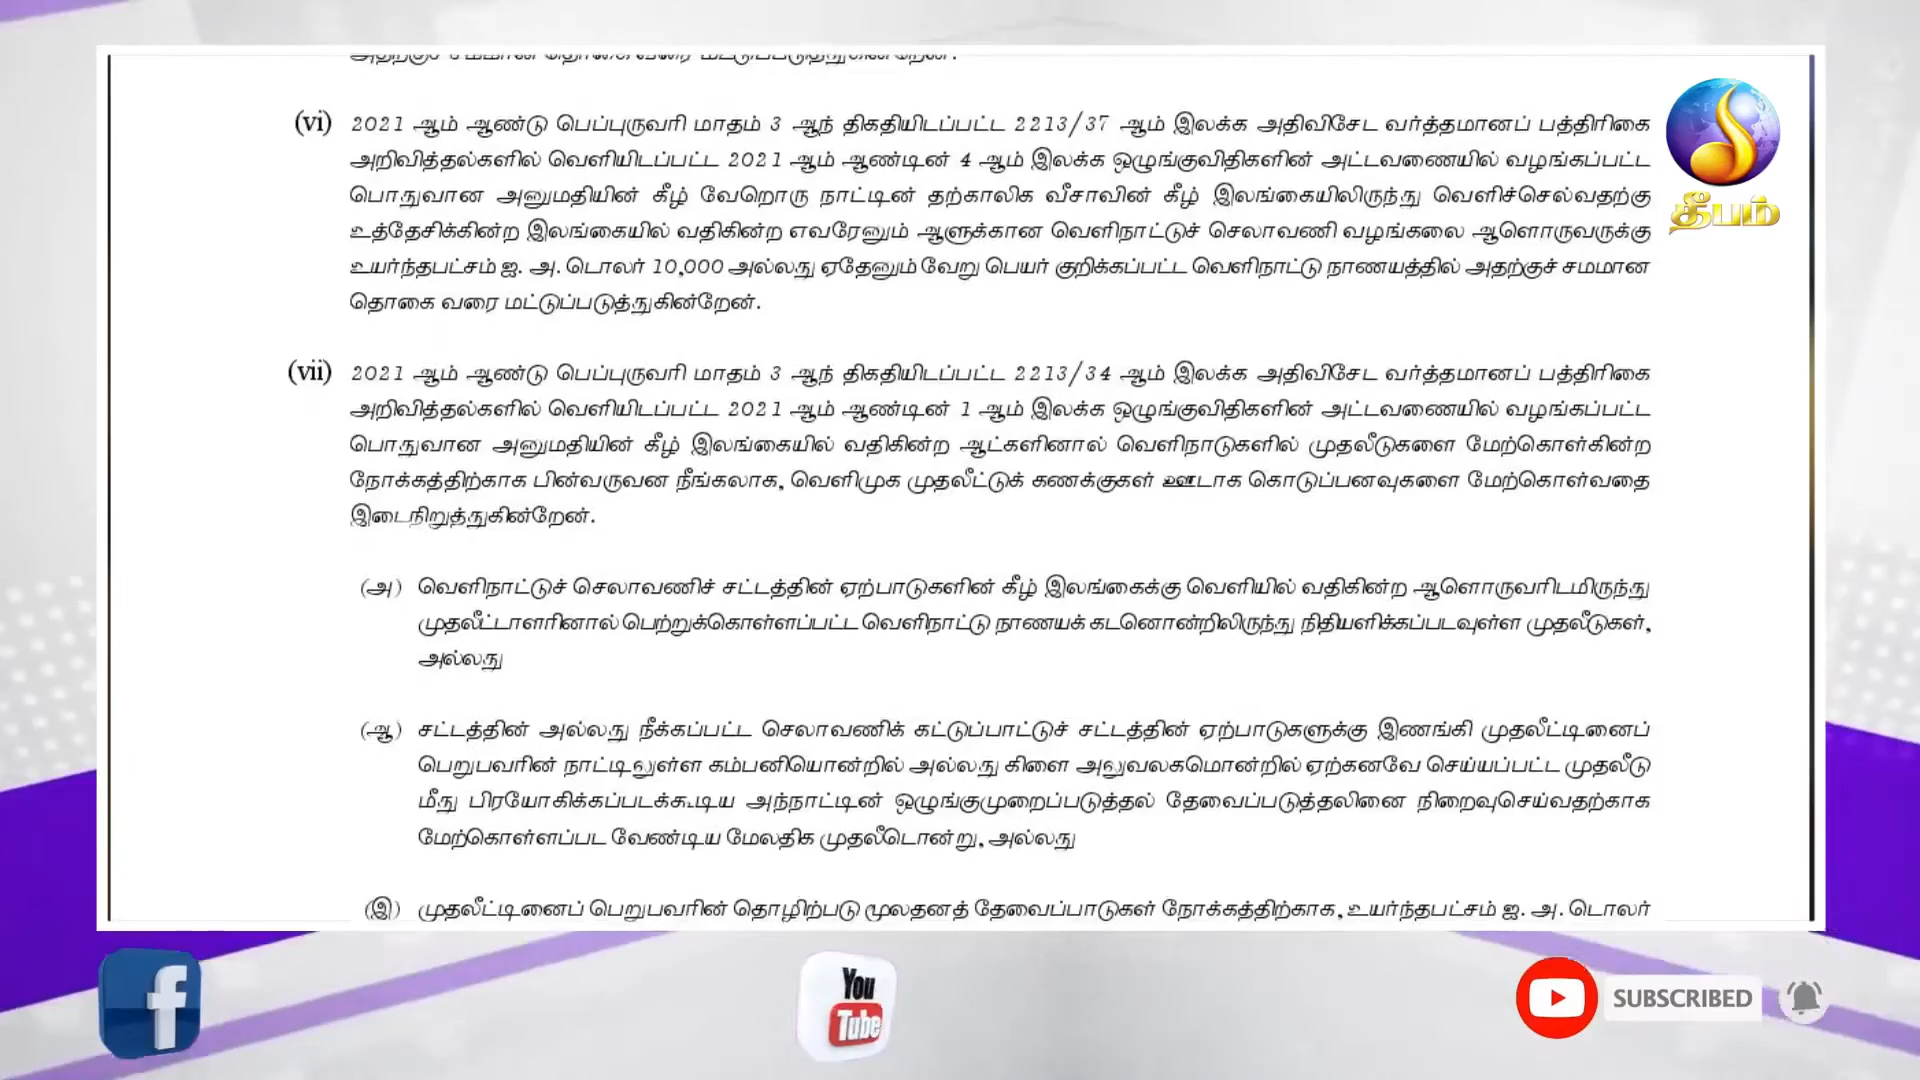 அதற்குச் சமமான தொகை வரை மட்டுப்படுத்துகின்றேன்.
(vi) 2021 ஆம் ஆண்டு பெப்புருவரி மாதம் 3 ஆந் திகதியிடப்பட்ட 2213/37 ஆம் இலக்க அதிவிசேட வர்த்தமானப் பத்திரிகை
அறிவித்தல்களில் வெளியிடப்பட்ட 2021 ஆம் ஆண்டின் 4 ஆம் இலக்க ஒழுங்குவிதிகளின் அட்டவணையில் வழங்கப்பட்ட
பொதுவான அனுமதியின் கீழ் வேறொரு நாட்டின் தற்காலிக வீசாவின் கீழ் இலங்கையிலிருந்து வெளிச்செல்வதற்கு
உத்தேசிக்கின்ற இலங்கையில் வதிகின்ற எவரேனும் ஆளுக்கான வெளிநாட்டுச் செலாவணி வழங்கலை ஆளொருவருக்கு
உயர்ந்தபட்சம் ஐ. அ. டொலர் 10,000 அல்லது ஏதேனும் வேறு பெயர் குறிக்கப்பட்ட வெளிநாட்டு நாணயத்தில் அதற்குச் சமமான
தொகை வரை மட்டுப்படுத்துகின்றேன்.
(vii) 2021 ஆம் ஆண்டு பெப்புருவரி மாதம் 3 ஆந் திகதியிடப்பட்ட 2213/34 ஆம் இலக்க அதிவிசேட வர்த்தமானப் பத்திரிகை
அறிவித்தல்களில் வெளியிடப்பட்ட 2021 ஆம் ஆண்டின் 1 ஆம் இலக்க ஒழுங்குவிதிகளின் அட்டவணையில் வழங்கப்பட்ட
பொதுவான அனுமதியின் கீழ் இலங்கையில் வதிகின்ற ஆட்களினால் வெளிநாடுகளில் முதலீடுகளை மேற்கொள்கின்ற
நோக்கத்திற்காக பின்வருவன நீங்கலாக, வெளிமுக முதலீட்டுக் கணக்குகள் ஊடாக கொடுப்பனவுகளை மேற்கொள்வதை
இடைநிறுத்துகின்றேன்.
(அ) வெளிநாட்டுச் செலாவணிச் சட்டத்தின் ஏற்பாடுகளின் கீழ் இலங்கைக்கு வெளியில் வதிகின்ற ஆளொருவரிடமிருந்து
முதலீட்டாளரினால் பெற்றுக்கொள்ளப்பட்ட வெளிநாட்டு நாணயக் கடனொன்றிலிருந்து நிதியளிக்கப்படவுள்ள முதலீடுகள்,
அல்லது
(ஆ) சட்டத்தின் அல்லது நீக்கப்பட்ட செலாவணிக் கட்டுப்பாட்டுச் சட்டத்தின் ஏற்பாடுகளுக்கு இணங்கி முதலீட்டினைப்
பெறுபவரின் நாட்டிலுள்ள கம்பனியொன்றில் அல்லது கிளை அலுவலகமொன்றில் ஏற்கனவே செய்யப்பட்ட முதலீடு
மீது பிரயோகிக்கப்படக்கூடிய அந்நாட்டின் ஒழுங்குமுறைப்படுத்தல் தேவைப்படுத்தலினை நிறைவுசெய்வதற்காக
மேற்கொள்ளப்பட வேண்டிய மேலதிக முதலீடொன்று, அல்லது
(இ) முதலீட்டினைப் பெறுபவரின் தொழிற்படு மூலதனத் தேவைப்பாடுகள் நோக்கத்திற்காக, உயர்ந்தபட்சம் ஐ. அ. டொலர்
தீபம்
f
You
Tube
SUBSCRIBED